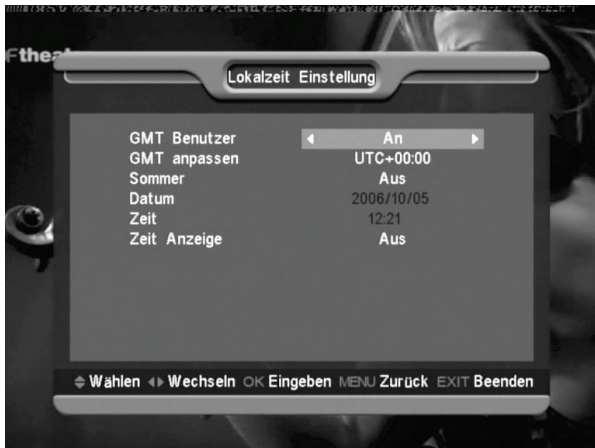 Fthea
Lokalzeit Einstellung
GMT Benutzer An
GMT anpassen UTC+00:00
Sommer Aus
Datum 2006/10/05
Zeit 12:21
Zeit Anzeige Aus
Wählen Wechseln OK Eingeben MENU Zurück EXIT Beenden